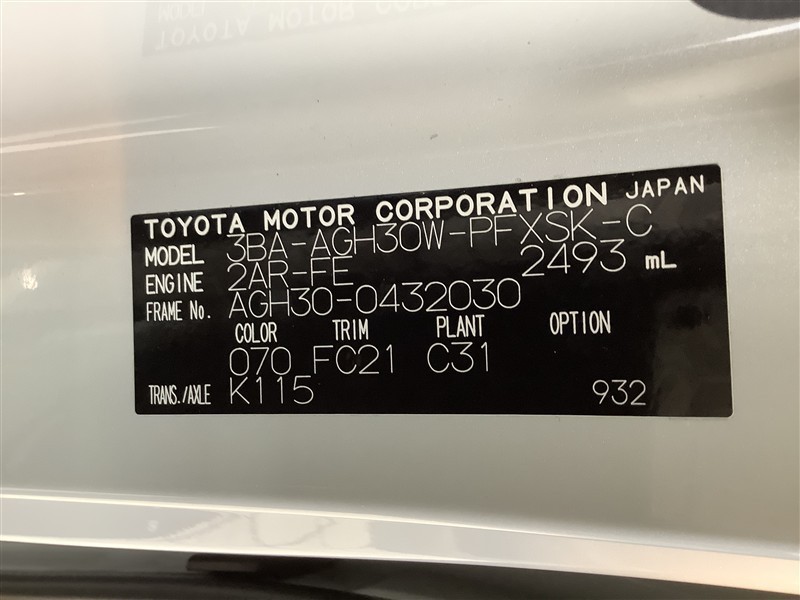 TOYOTA MOTOR CORPORATION JAPAN
MODEL 3BA-AGH30W-PFXSK-C
ENGINE 2AR-FE 2493 mL
FRAME No. AGH30-0432030
COLOR TRIM PLANT OPTION
070 FC21 C31
TRANS./AXLE K115 932